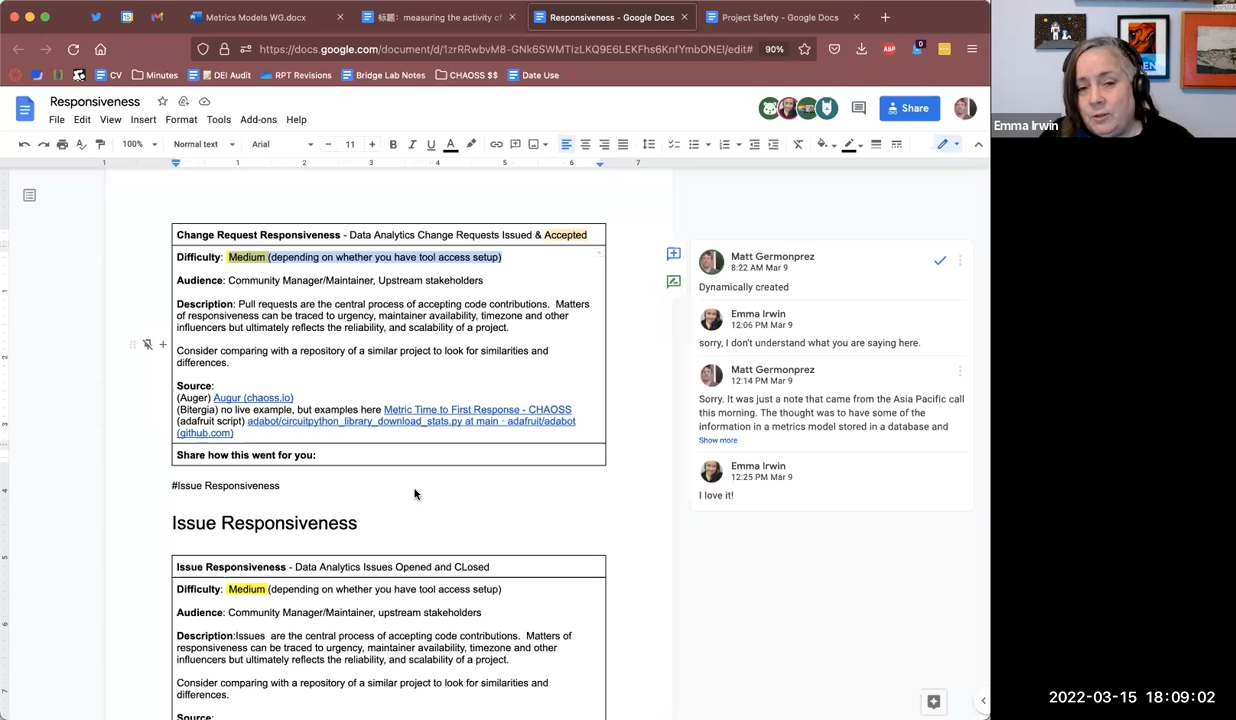 Metrics Models WG.docx
标题：measuring the activity of
Responsiveness - Google Docs
Project Safety - Google Docs
https://docs.google.com/document/d/1zrRRwbvM8-GNk6SWMTIzLKQ9E6LEKFhs6KnfYmbONEI/edit#
90%
ABP
0
CV
Minutes
DEI Audit
RPT Revisions
Bridge Lab Notes
CHAOSS $$
Date Use
Responsiveness
File Edit View Insert Format Tools Add-ons Help
Share
100%
Normal text
Arial
11
1 1 2 3 4 5 6 7
Change Request Responsiveness - Data Analytics Change Requests Issued & Accepted
Difficulty: Medium (depending on whether you have tool access setup)
Audience: Community Manager/Maintainer, Upstream stakeholders
Description: Pull requests are the central process of accepting code contributions. Matters
of responsiveness can be traced to urgency, maintainer availability, timezone and other
influencers but ultimately reflects the reliability, and scalability of a project.
Consider comparing with a repository of a similar project to look for similarities and
differences.
Source:
(Auger) Augur (chaoss.io)
(Bitergia) no live example, but examples here Metric Time to First Response - CHAOSS
(adafruit script) adabot/circuitpython_library_download_stats.py at main · adafruit/adabot
(github.com)
Share how this went for you:
#Issue Responsiveness
Issue Responsiveness
Issue Responsiveness - Data Analytics Issues Opened and CLosed
Difficulty: Medium (depending on whether you have tool access setup)
Audience: Community Manager/Maintainer, upstream stakeholders
Description:Issues are the central process of accepting code contributions. Matters of
responsiveness can be traced to urgency, maintainer availability, timezone and other
influencers but ultimately reflects the reliability, and scalability of a project.
Consider comparing with a repository of a similar project to look for similarities and
differences.
Source:
Matt Germonprez
8:22 AM Mar 9
Dynamically created
Emma Irwin
12:06 PM Mar 9
sorry, I don't understand what you are saying here.
Matt Germonprez
12:14 PM Mar 9
Sorry. It was just a note that came from the Asia Pacific call
this morning. The thought was to have some of the
information in a metrics model stored in a database and
Show more
Emma Irwin
12:25 PM Mar 9
I love it!
Emma Irwin
2022-03-15 18:09:02